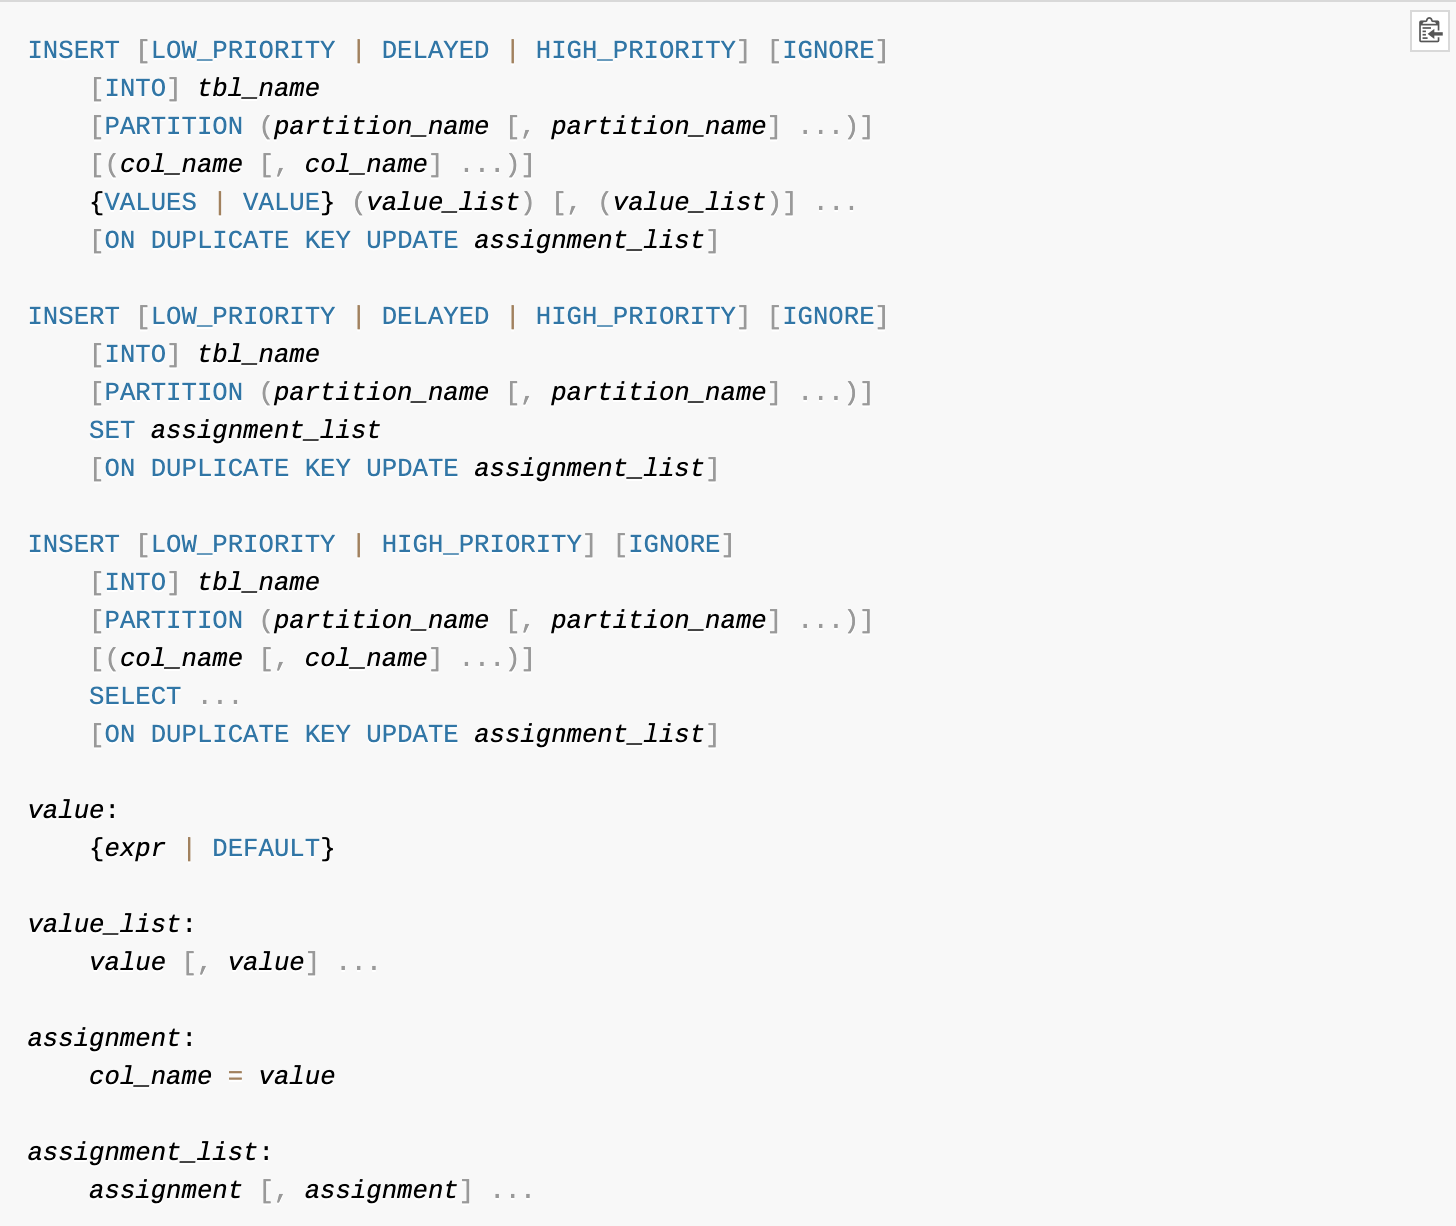 INSERT [LOW_PRIORITY | DELAYED | HIGH_PRIORITY] [IGNORE]
    [INTO] tbl_name
    [PARTITION (partition_name [, partition_name] ...)]
    [(col_name [, col_name] ...)]
    {VALUES | VALUE} (value_list) [, (value_list)] ...
    [ON DUPLICATE KEY UPDATE assignment_list]

INSERT [LOW_PRIORITY | DELAYED | HIGH_PRIORITY] [IGNORE]
    [INTO] tbl_name
    [PARTITION (partition_name [, partition_name] ...)]
    SET assignment_list
    [ON DUPLICATE KEY UPDATE assignment_list]

INSERT [LOW_PRIORITY | HIGH_PRIORITY] [IGNORE]
    [INTO] tbl_name
    [PARTITION (partition_name [, partition_name] ...)]
    [(col_name [, col_name] ...)]
    SELECT ...
    [ON DUPLICATE KEY UPDATE assignment_list]

value:
    {expr | DEFAULT}

value_list:
    value [, value] ...

assignment:
    col_name = value

assignment_list:
    assignment [, assignment] ...